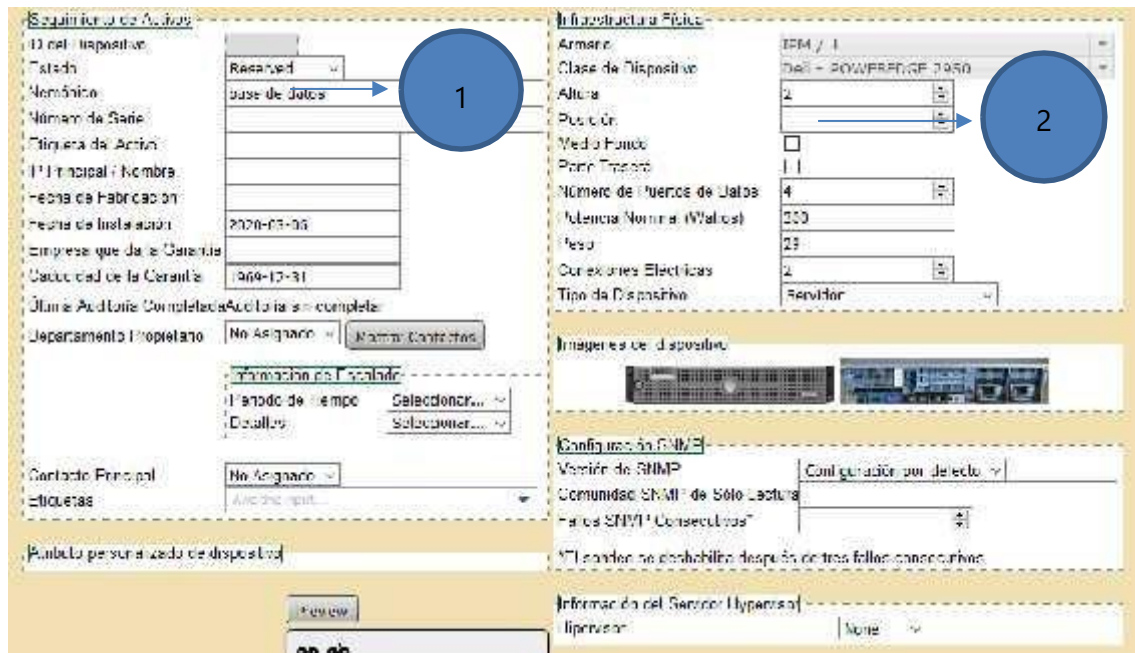 Seguimiento de Activos
ID del Dispositivo
Estado Reserved
Nemónico base de datos
1
Número de Serie
Etiqueta del Activo
IP Principal / Nombre
Fecha de Fabricación
Fecha de Instalación 2020-03-06
Empresa que da la Garantía
Caducidad de la Garantía 1969-12-31
Última Auditoría Completada Auditoría sin completar
Departamento Propietario No Asignado Mostrar Contactos
Información de Escalado
Periodo de Tiempo Seleccionar...
Detalles Seleccionar...
Contacto Principal No Asignado
Etiquetas
Atributo personalizado de dispositivo
Preview
Infraestructura Física
Armario / 1
Clase de Dispositivo Dell - POWEREDGE 2950
Altura 2
Posición
2
Medio Fondo
Parte Trasera
Número de Puertos de Datos 4
Potencia Nominal (Watios)
Peso 29
Conexiones Eléctricas 2
Tipo de Dispositivo Servidor
Imágenes del dispositivo
Configuración SNMP
Versión de SNMP Configuración por defecto
Comunidad SNMP de Sólo Lectura
Fallos SNMP Consecutivos*
*El sondeo se deshabilita después de tres fallos consecutivos
Información del Servidor Hypervisor
Hipervisor None